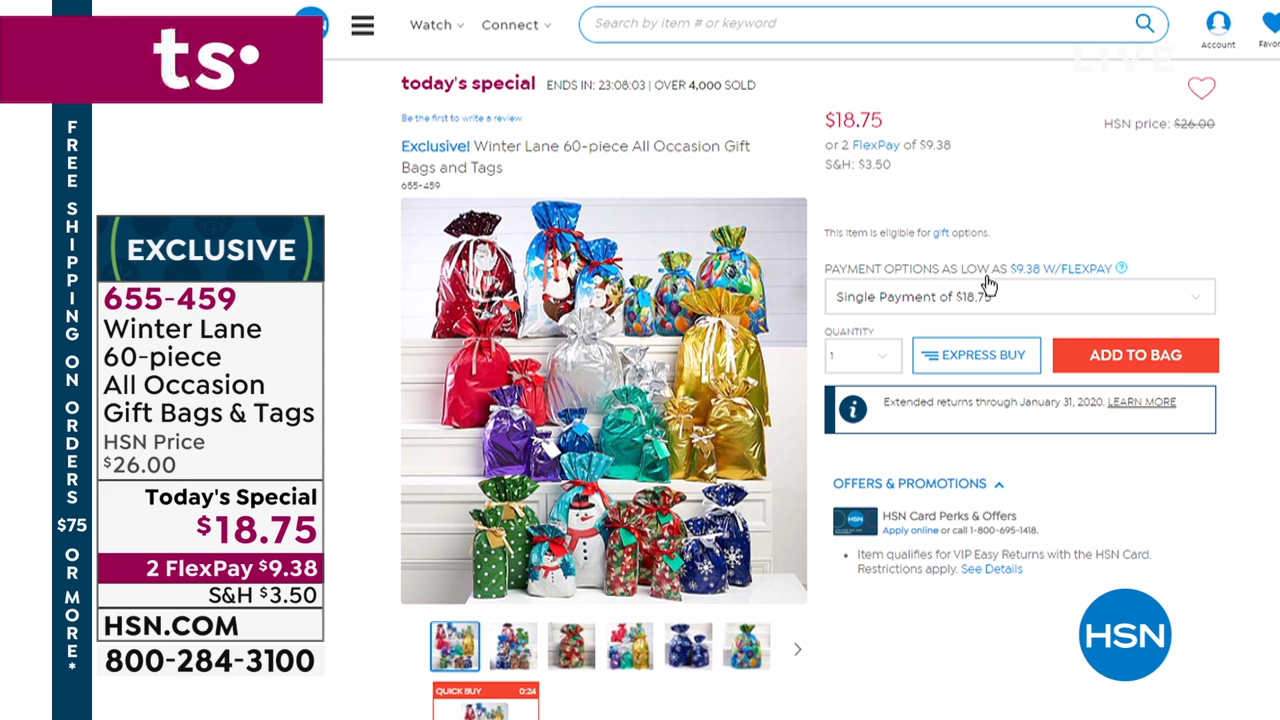 ts.
FREE SHIPPING ON ORDERS $75 OR MORE*
EXCLUSIVE
655-459
Winter Lane
60-piece
All Occasion
Gift Bags & Tags
HSN Price
$26.00
Today's Special
$18.75
2 FlexPay $9.38
S&H $3.50
HSN.COM
800-284-3100
Watch
Connect
Search by item # or keyword
Account
LIVE
today's special ENDS IN: 23:08:03 | OVER 4,000 SOLD
Be the first to write a review
Exclusive! Winter Lane 60-piece All Occasion Gift
Bags and Tags
655-459
$18.75
HSN price: $26.00
or 2 FlexPay of $9.38
S&H: $3.50
This item is eligible for gift options.
PAYMENT OPTIONS AS LOW AS $9.38 W/FLEXPAY ?
Single Payment of $18.75
QUANTITY
1
EXPRESS BUY
ADD TO BAG
i
Extended returns through January 31, 2020. LEARN MORE
OFFERS & PROMOTIONS
HSN
HSN Card Perks & Offers
Apply online or call 1-800-695-1418.
• Item qualifies for VIP Easy Returns with the HSN Card.
Restrictions apply. See Details
QUICK BUY 0:24
HSN